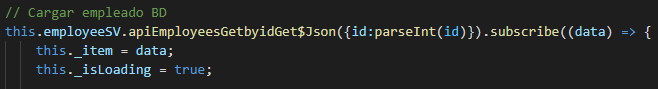 // Cargar empleado BD
this.employeeSV.apiEmployeesGetbyidGet$Json({id:parseInt(id)}).subscribe((data) => {
this._item = data;
this._isLoading = true;